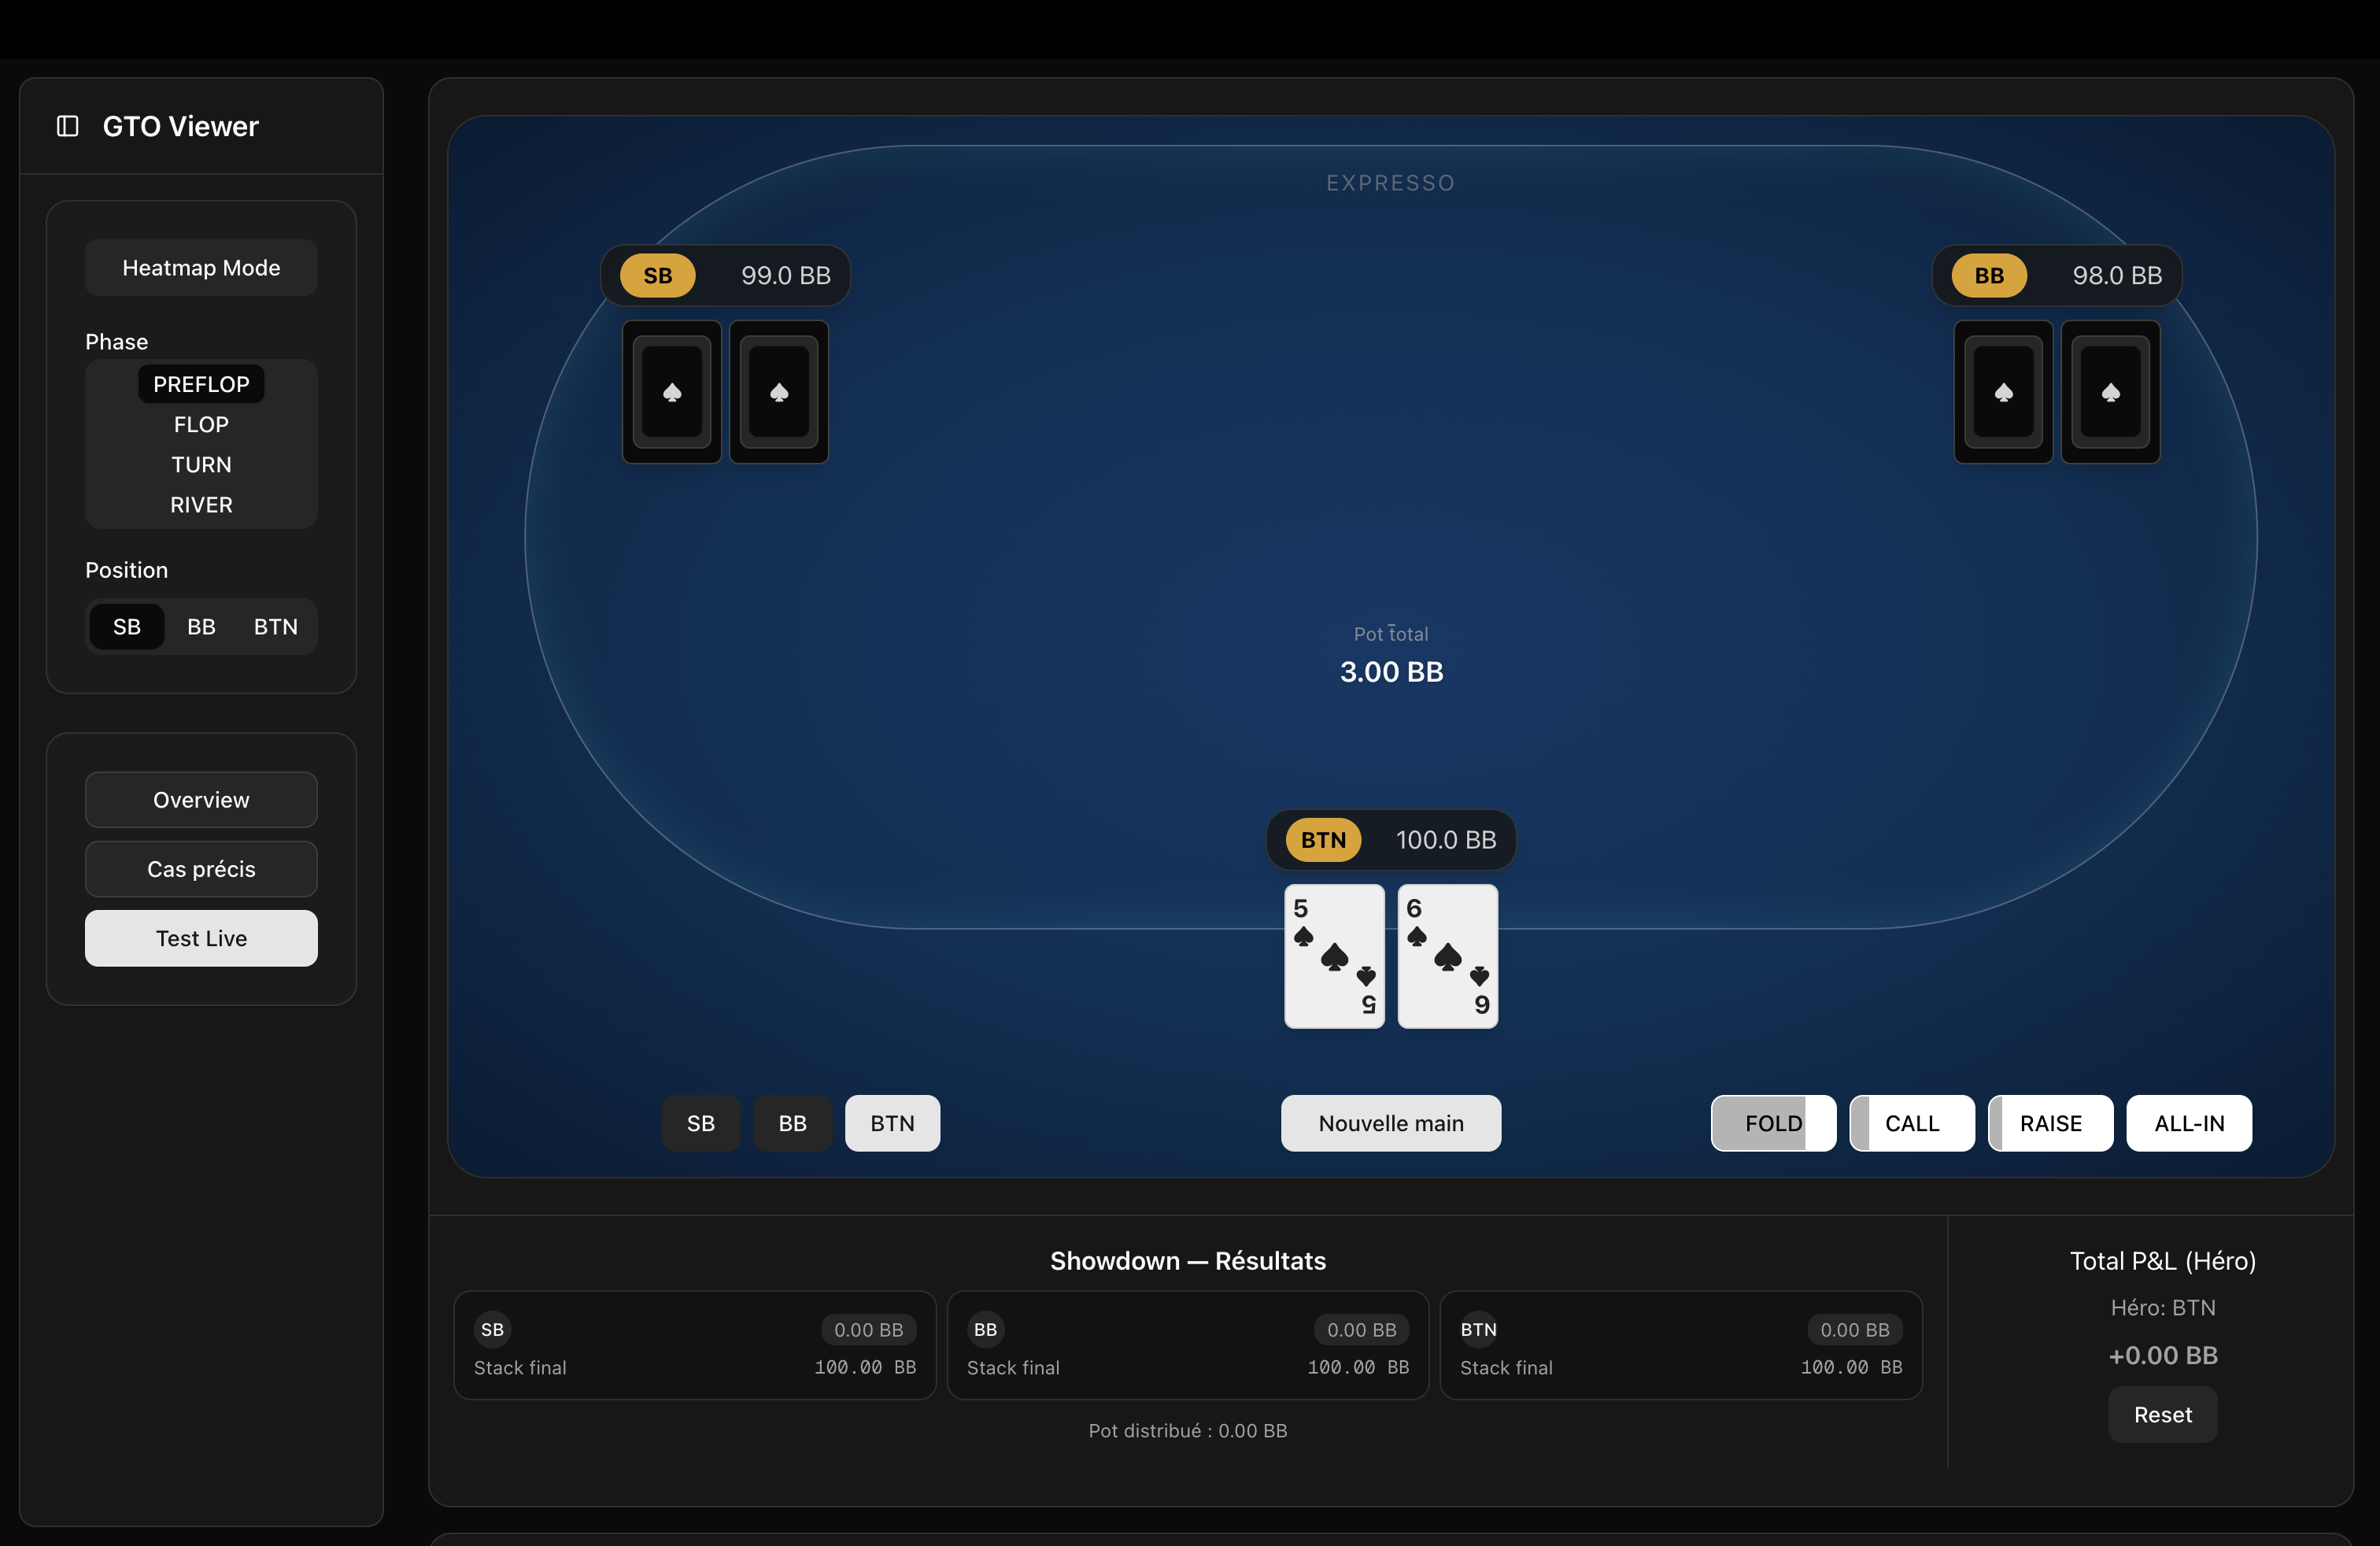 GTO Viewer
Heatmap Mode
Phase
PREFLOP
FLOP
TURN
RIVER
Position
SB BB BTN
Overview
Cas précis
Test Live
EXPRESSO
SB 99.0 BB
BB 98.0 BB
Pot total
3.00 BB
BTN 100.0 BB
5 6
5 6
SB BB BTN
Nouvelle main
FOLD CALL RAISE ALL-IN
Showdown — Résultats
SB 0.00 BB
Stack final 100.00 BB
BB 0.00 BB
Stack final 100.00 BB
BTN 0.00 BB
Stack final 100.00 BB
Pot distribué : 0.00 BB
Total P&L (Héro)
Héro: BTN
+0.00 BB
Reset